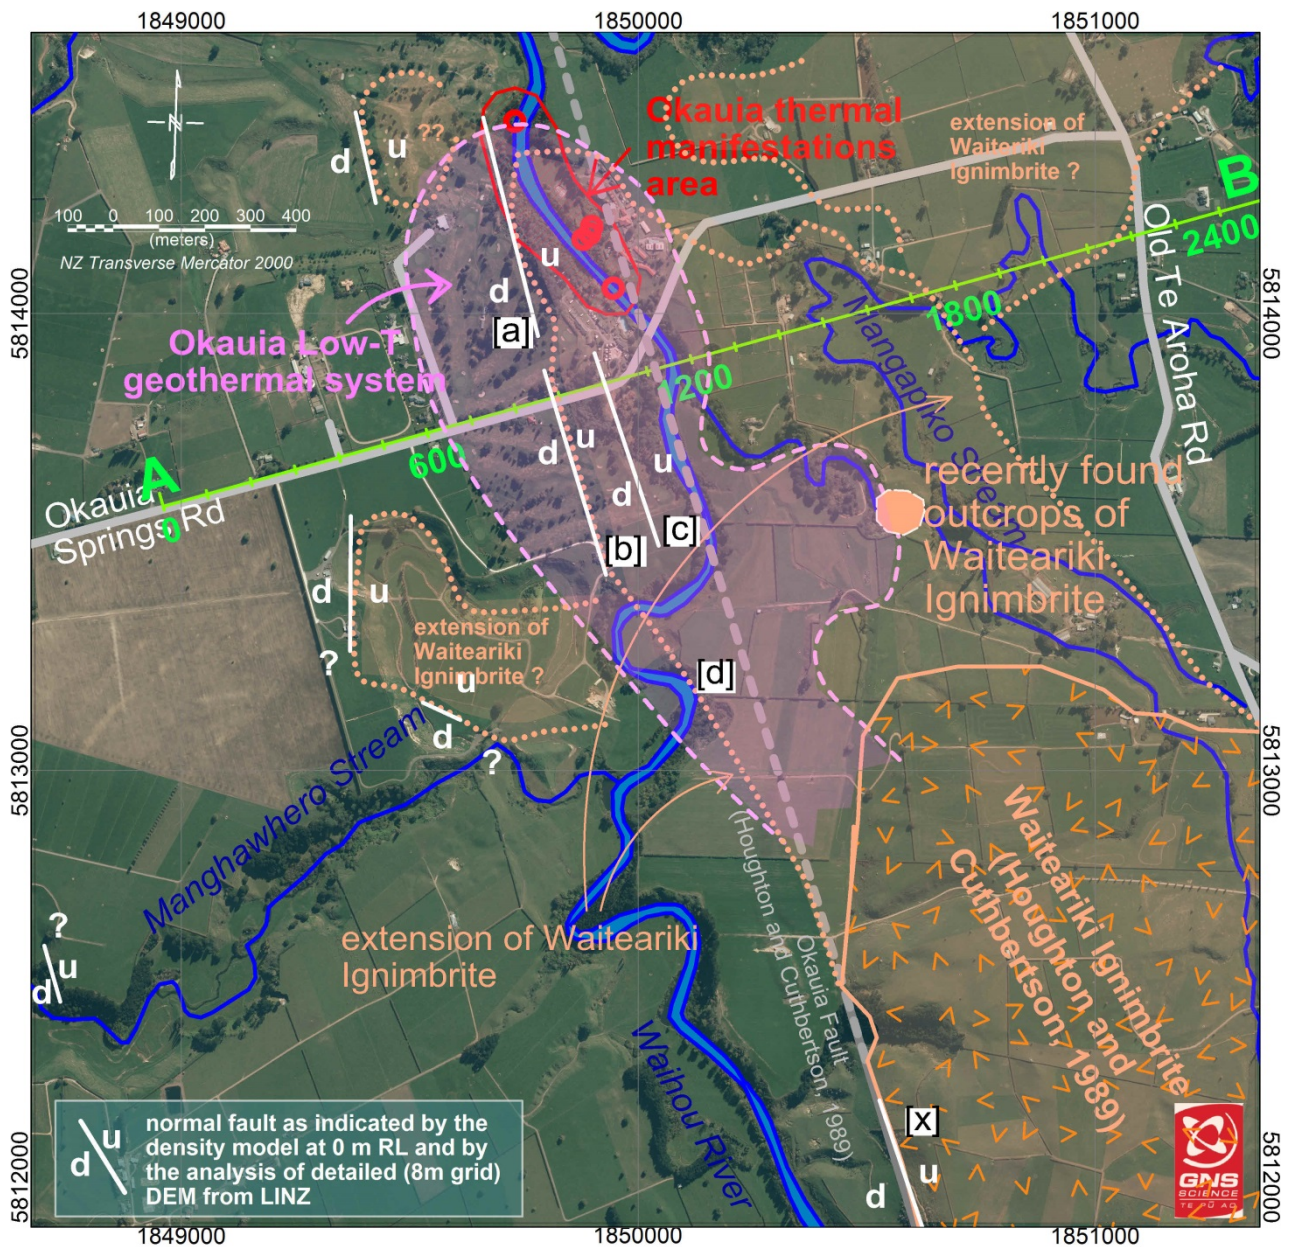 1849000
1850000
1851000
Okauia thermal
manifestations
area
extension of
Waiteriki
Ignimbrite ?
u
??
d
B
2400
100 0 100 200 300 400
(meters)
NZ Transverse Mercator 2000
N
u
d
[a]
Old Te Aroha Rd
5814000
5814000
1800
Mangapiko Seem
Okauia Low-T
geothermal system
1200
600
A
0
Okauia
Springs Rd
u
d
u
d
[b]
[c]
recently found
outcrops of
Waiteariki
Ignimbrite
d
u
?
extension of
Waiteariki
Ignimbrite ?
u
d
?
[d]
5813000
5813000
Manghawhero Stream
(Houghton and Cuthbertson, 1989)
Okauia Fault
Waiteariki Ignimbrite
(Houghton and
Cuthbertson, 1989)
?
u
d
extension of Waiteariki
Ignimbrite
Waihou River
[x]
u
d
u
d
normal fault as indicated by the
density model at 0 m RL and by
the analysis of detailed (8m grid)
DEM from LINZ
GNS
SCIENCE
TE PŪ AO
5812000
5812000
1849000
1850000
1851000